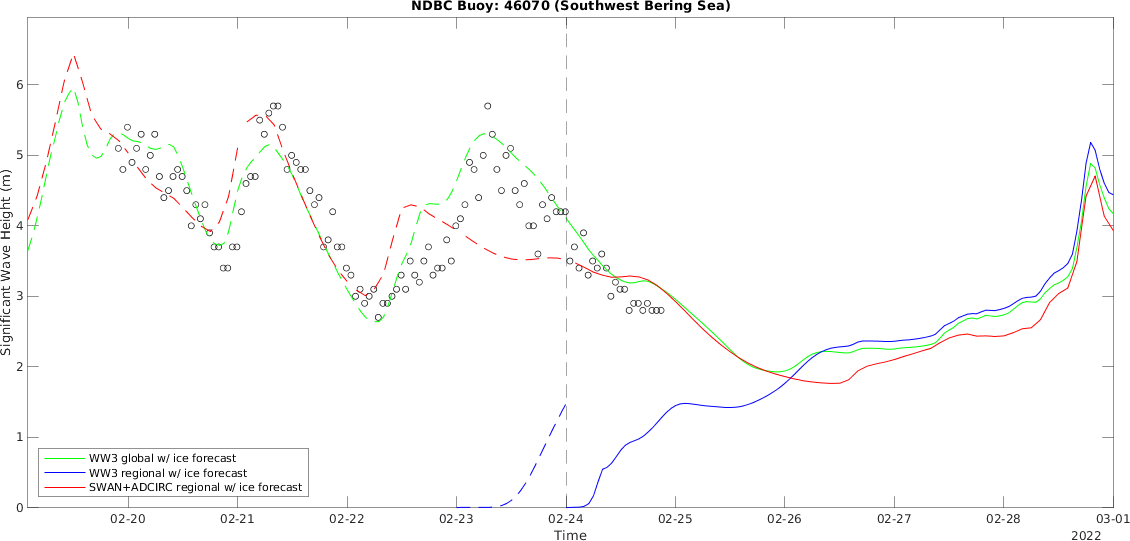 NDBC Buoy: 46070 (Southwest Bering Sea)
Significant Wave Height (m)
6
5
4
3
2
1
0
WW3 global w/ ice forecast
WW3 regional w/ ice forecast
SWAN+ADCIRC regional w/ ice forecast
02-20 02-21 02-22 02-23 02-24 02-25 02-26 02-27 02-28 03-01
Time
2022